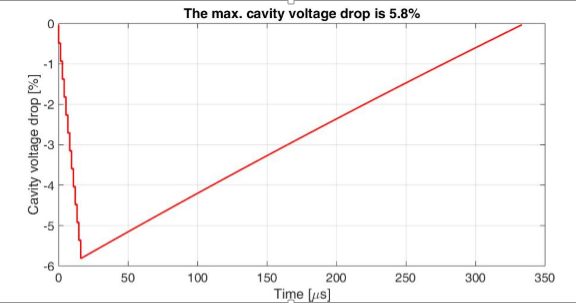 The max. cavity voltage drop is 5.8%
Cavity voltage drop [%]
0
-1
-2
-3
-4
-5
-6
0 50 100 150 200 250 300 350
Time [μs]